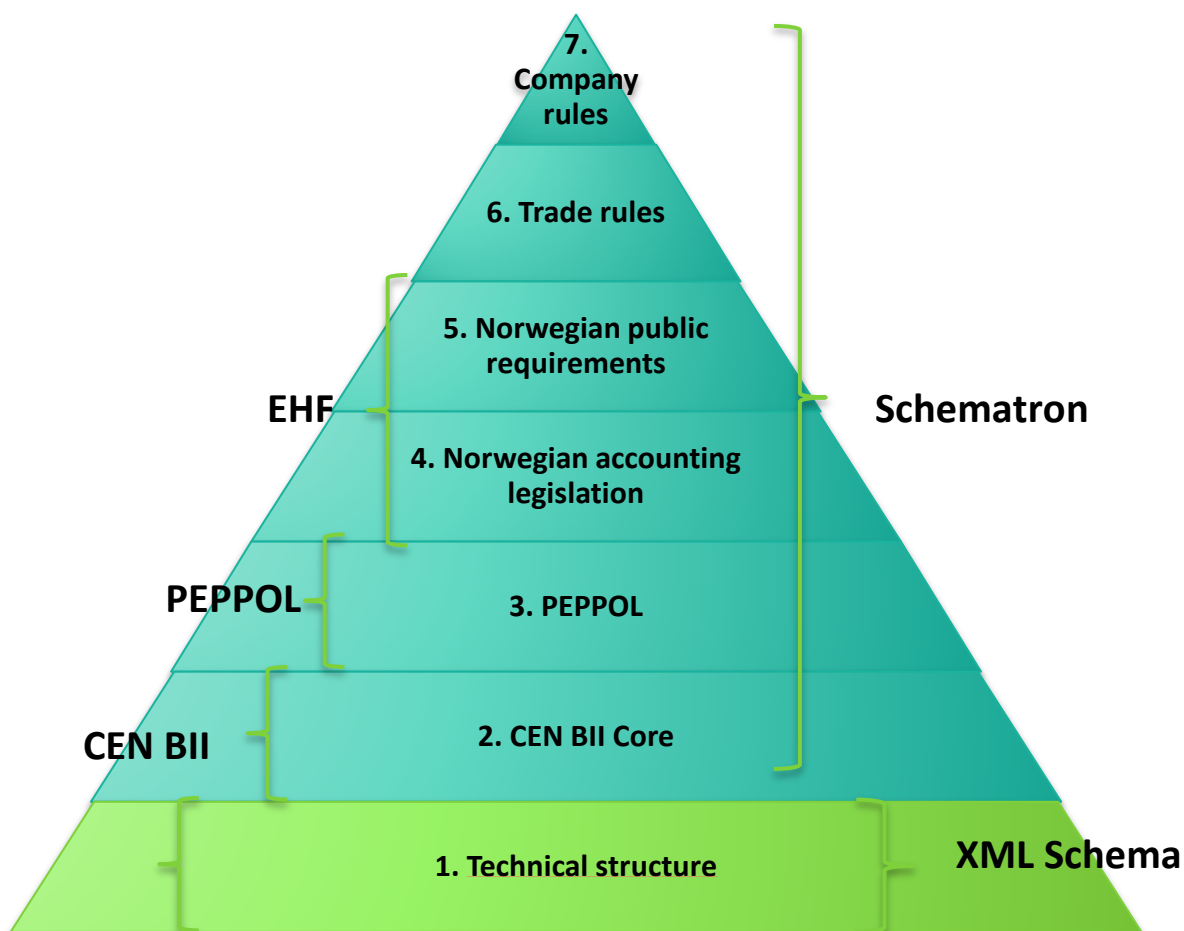 7.
Company
rules
6. Trade rules
5. Norwegian public
requirements
EHF
Schematron
4. Norwegian accounting
legislation
PEPPOL
3. PEPPOL
CEN BII
2. CEN BII Core
1. Technical structure
XML Schema